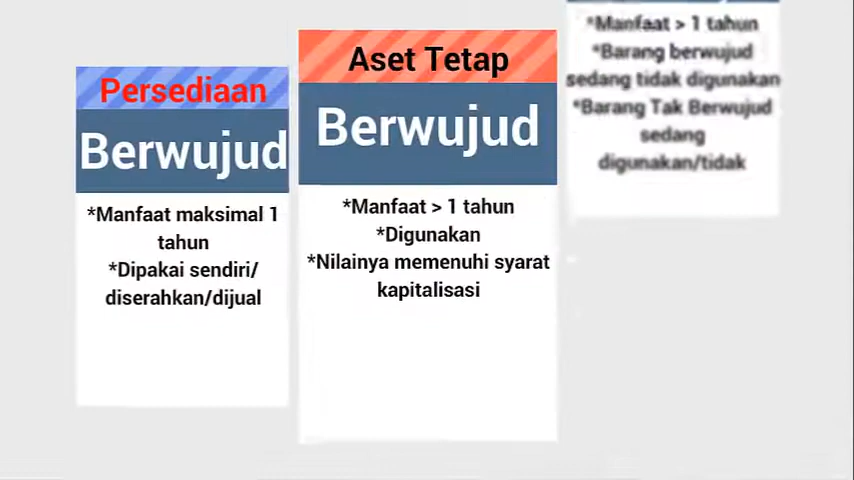 Persediaan
Berwujud
*Manfaat maksimal 1
tahun
*Dipakai sendiri/
diserahkan/dijual
Aset Tetap
Berwujud
*Manfaat > 1 tahun
*Digunakan
*Nilainya memenuhi syarat
kapitalisasi
*Manfaat > 1 tahun
*Barang berwujud
sedang tidak digunakan
*Barang Tak Berwujud
sedang
digunakan/tidak